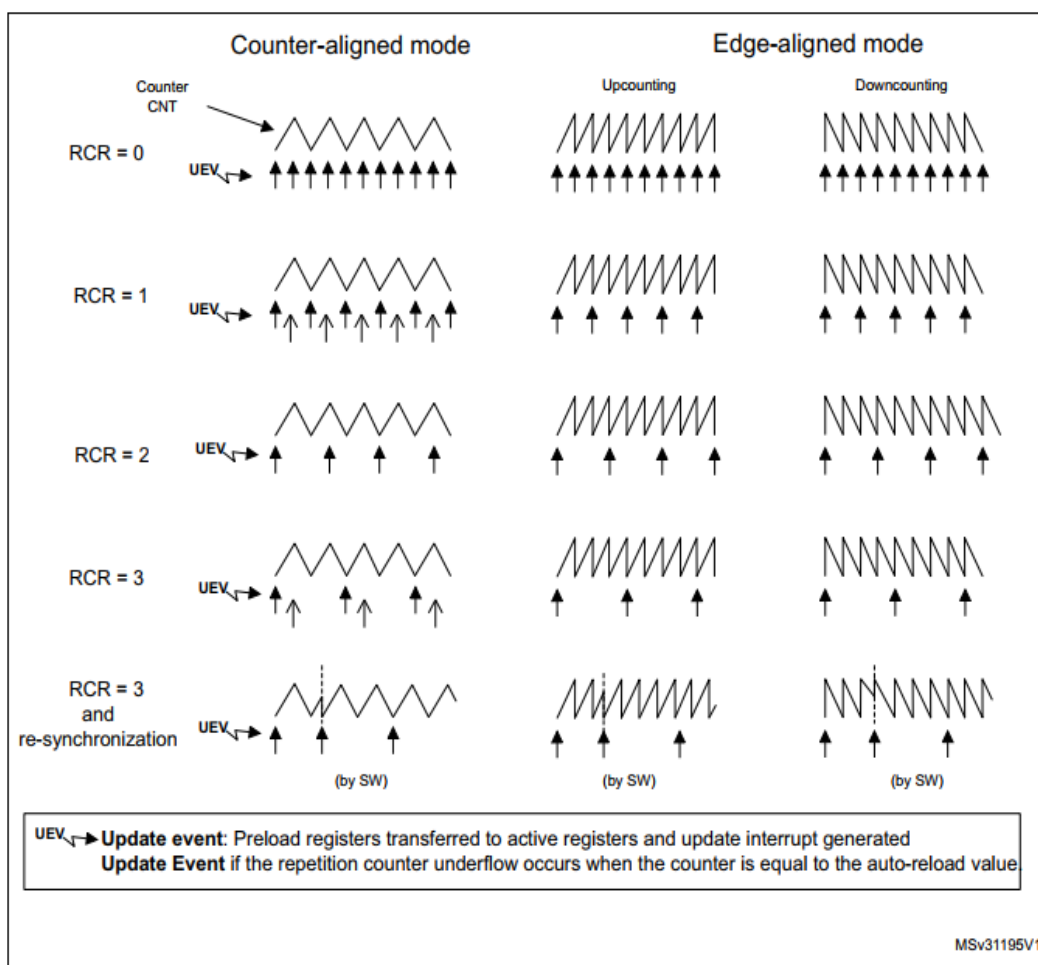 Counter-aligned mode
Edge-aligned mode
Counter
CNT
Upcounting
Downcounting
RCR = 0
UEV
RCR = 1
UEV
RCR = 2
UEV
RCR = 3
UEV
RCR = 3
and
re-synchronization
UEV
(by SW)
(by SW)
(by SW)
UEV Update event: Preload registers transferred to active registers and update interrupt generated
Update Event if the repetition counter underflow occurs when the counter is equal to the auto-reload value.
MSv31195V1